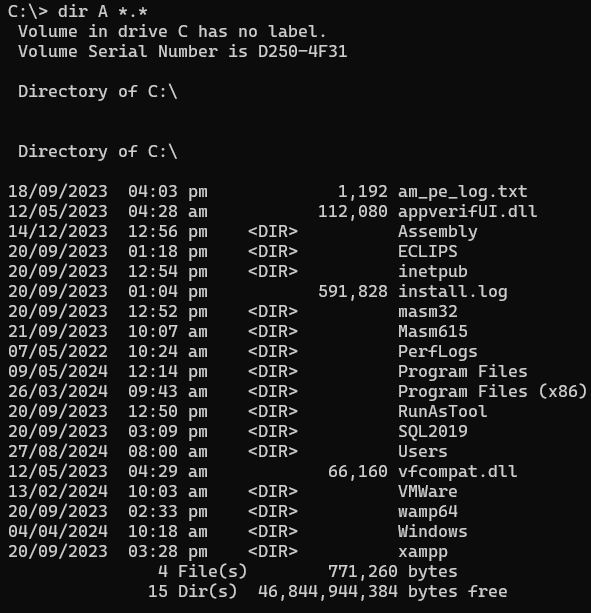 C:\> dir A *.*
 Volume in drive C has no label.
 Volume Serial Number is D250-4F31

 Directory of C:\


 Directory of C:\

18/09/2023  04:03 pm             1,192 am_pe_log.txt
12/05/2023  04:28 am           112,080 appverifUI.dll
14/12/2023  12:56 pm    <DIR>          Assembly
20/09/2023  01:18 pm    <DIR>          ECLIPS
20/09/2023  12:54 pm    <DIR>          inetpub
20/09/2023  01:04 pm           591,828 install.log
20/09/2023  12:52 pm    <DIR>          masm32
21/09/2023  10:07 am    <DIR>          Masm615
07/05/2022  10:24 am    <DIR>          PerfLogs
09/05/2024  12:14 pm    <DIR>          Program Files
26/03/2024  09:43 am    <DIR>          Program Files (x86)
20/09/2023  12:50 pm    <DIR>          RunAsTool
20/09/2023  03:09 pm    <DIR>          SQL2019
27/08/2024  08:00 am    <DIR>          Users
12/05/2023  04:29 am            66,160 vfcompat.dll
13/02/2024  10:03 am    <DIR>          VMWare
20/09/2023  02:33 pm    <DIR>          wamp64
04/04/2024  10:18 am    <DIR>          Windows
20/09/2023  03:28 pm    <DIR>          xampp
               4 File(s)        771,260 bytes
              15 Dir(s)  46,844,944,384 bytes free